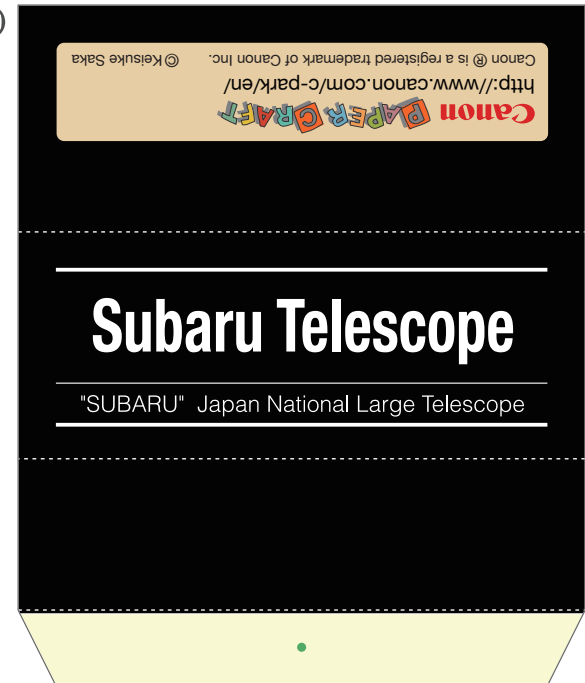 Canon PAPER CRAFT
http://www.canon.com/c-park/en/
Canon ® is a registered trademark of Canon Inc. © Keisuke Saka
Subaru Telescope
"SUBARU" Japan National Large Telescope